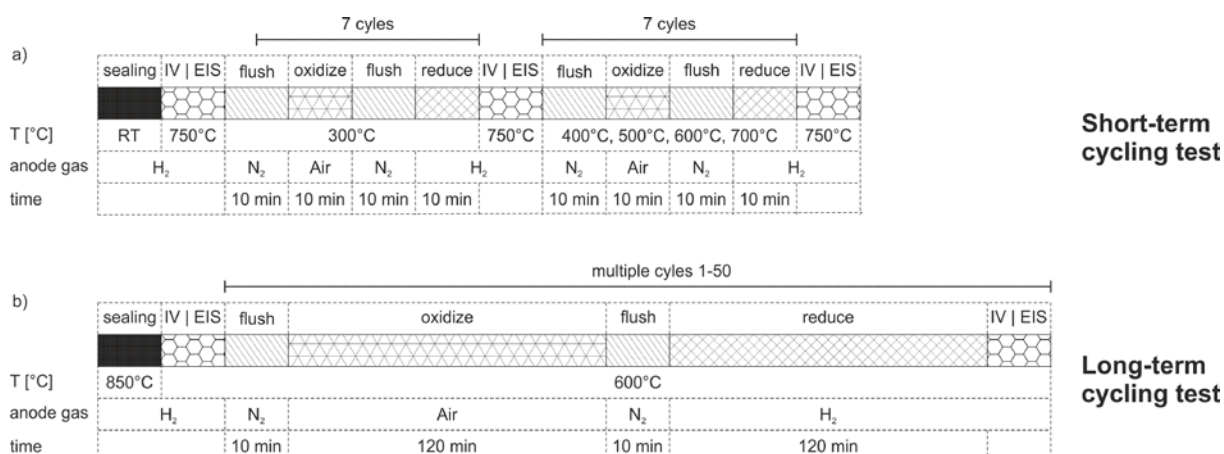 7 cyles 7 cyles
a)
sealing IV | EIS flush oxidize flush reduce IV | EIS flush oxidize flush reduce IV | EIS
T [°C] RT 750°C 300°C 750°C 400°C, 500°C, 600°C, 700°C 750°C
anode gas H₂ N₂ Air N₂ H₂ N₂ Air N₂ H₂
time 10 min 10 min 10 min 10 min 10 min 10 min 10 min 10 min
Short-term
cycling test
multiple cyles 1-50
b)
sealing IV | EIS flush oxidize flush reduce IV | EIS
T [°C] 850°C 600°C
anode gas H₂ N₂ Air N₂ H₂
time 10 min 120 min 10 min 120 min
Long-term
cycling test